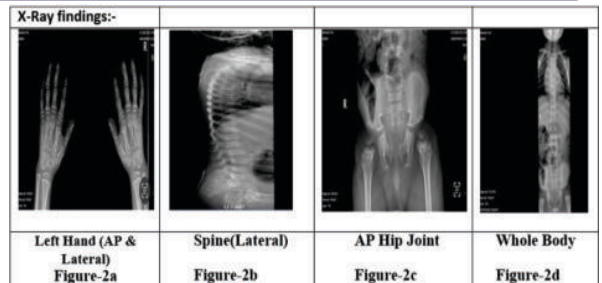 X-Ray findings:-
Left Hand (AP &
Lateral)
Figure-2a
Spine(Lateral)
Figure-2b
AP Hip Joint
Figure-2c
Whole Body
Figure-2d